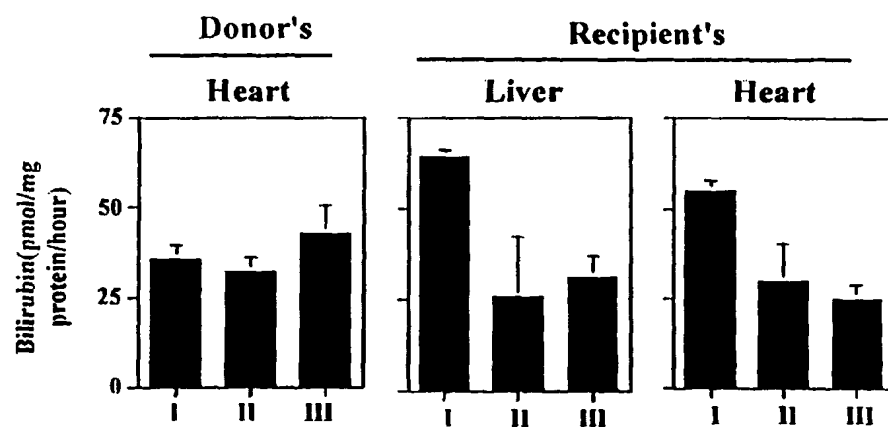 Donor's Recipient's
Heart Liver Heart
Bilirubin(pmol/mg
protein/hour)
75
50
25
0
I II III I II III I II III